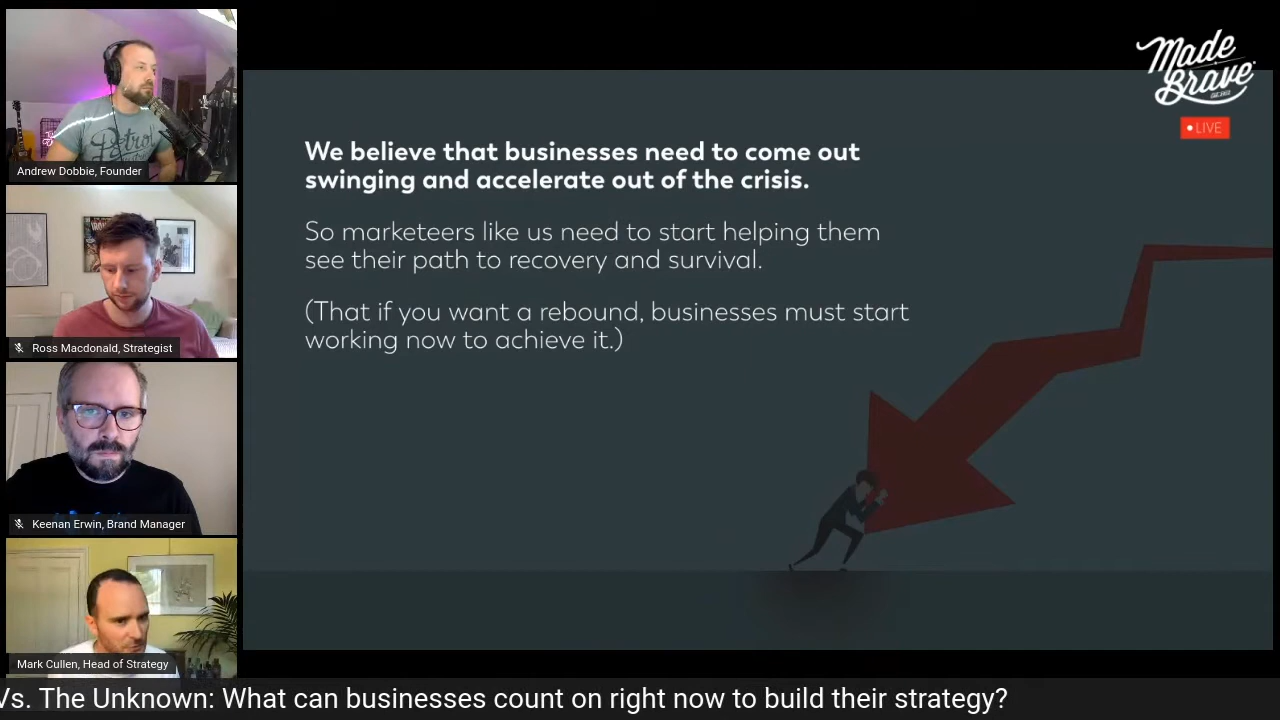 Made
Brave
LIVE
Petrol
Andrew Dobbie, Founder
Ross Macdonald, Strategist
Keenan Erwin, Brand Manager
Mark Cullen, Head of Strategy
We believe that businesses need to come out
swinging and accelerate out of the crisis.
So marketeers like us need to start helping them
see their path to recovery and survival.
(That if you want a rebound, businesses must start
working now to achieve it.)
Vs. The Unknown: What can businesses count on right now to build their strategy?